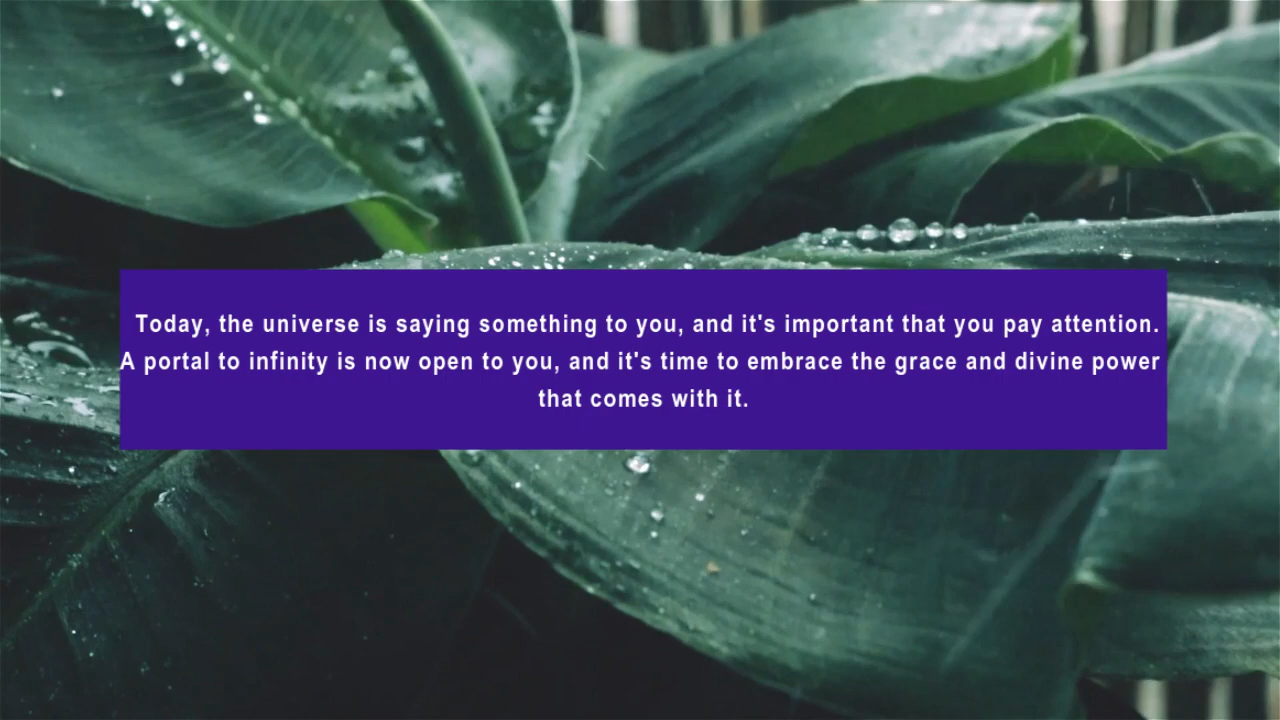 Today, the universe is saying something to you, and it's important that you pay attention.
A portal to infinity is now open to you, and it's time to embrace the grace and divine power
that comes with it.